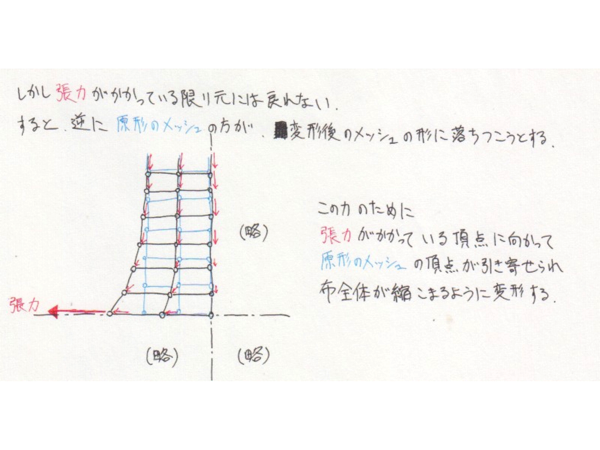 しかし張力がかかっている限り元には戻れない.
すると.逆に 原形のメッシュの方が. 変形後のメッシュの形に落ちつこうとする.
(略)
この力のために
張力がかかっている頂点に向かって
原形のメッシュの頂点が引き寄せられ
布全体が縮こまるように変形する.
張力
(略)
(略)